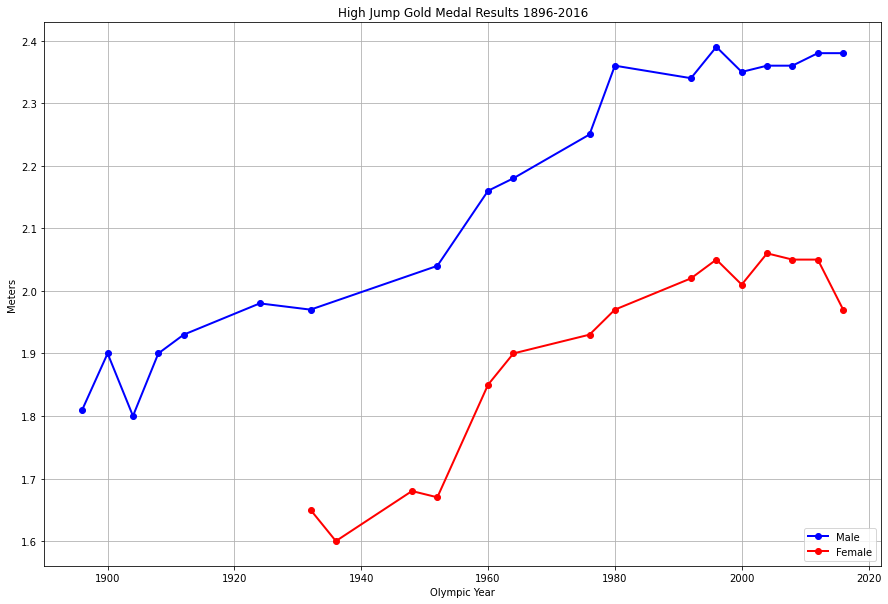 High Jump Gold Medal Results 1896-2016
2.4
2.3
2.2
2.1
2.0
1.9
1.8
1.7
1.6
Meters
Male
Female
1900 1920 1940 1960 1980 2000 2020
Olympic Year